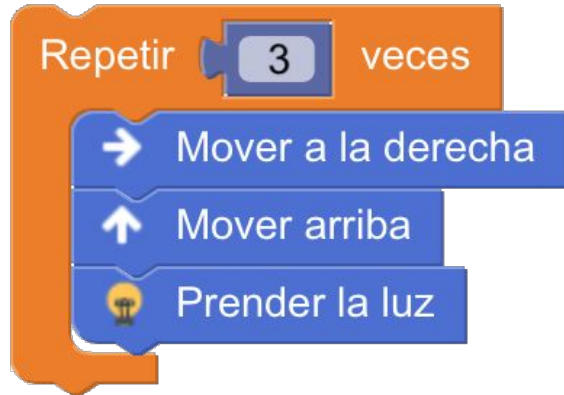 Repetir 3 veces
Mover a la derecha
Mover arriba
Prender la luz